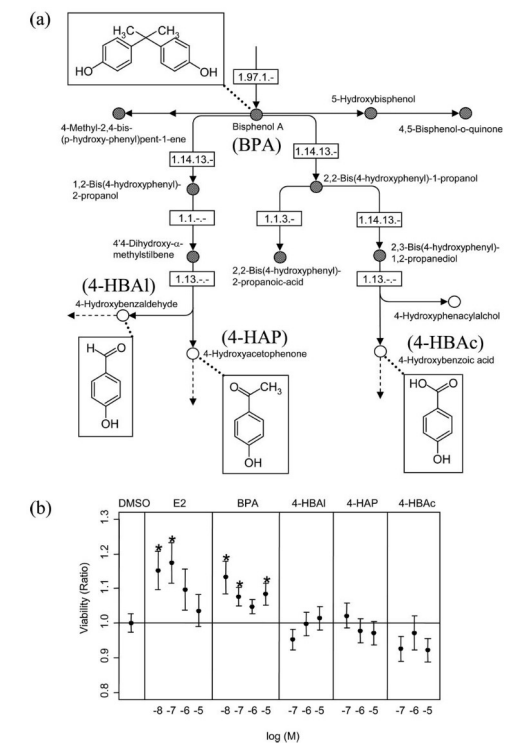 (a)
H₃C
CH₃
HO
OH
1.97.1.-
5-Hydroxybisphenol
4-Methyl-2,4-bis-
(p-hydroxy-phenyl)pent-1-ene
Bisphenol A
(BPA)
4,5-Bisphenol-o-quinone
1.14.13.-
1.14.13.-
1,2-Bis(4-hydroxyphenyl)-
2-propanol
2,2-Bis(4-hydroxyphenyl)-1-propanol
1.1.-.-
1.1.3.-
1.14.13.-
4'4-Dihydroxy-α-
methylstilbene
2,2-Bis(4-hydroxyphenyl)-
2-propanoic-acid
2,3-Bis(4-hydroxyphenyl)-
1,2-propanediol
1.13.-.-
1.13.-.-
(4-HBAl)
4-Hydroxybenzaldehyde
4-Hydroxyphenacylalchol
(4-HAP)
4-Hydroxyacetophenone
(4-HBAc)
4-Hydroxybenzoic acid
H
O
OH
O
CH₃
OH
HO
O
OH
(b)
DMSO E2 BPA 4-HBAl 4-HAP 4-HBAc
Viability (Ratio)
1.3
1.2
1.1
1.0
0.9
0.8
* * * * *
-8 -7 -6 -5 -8 -7 -6 -5 -7 -6 -5 -7 -6 -5 -7 -6 -5
log (M)